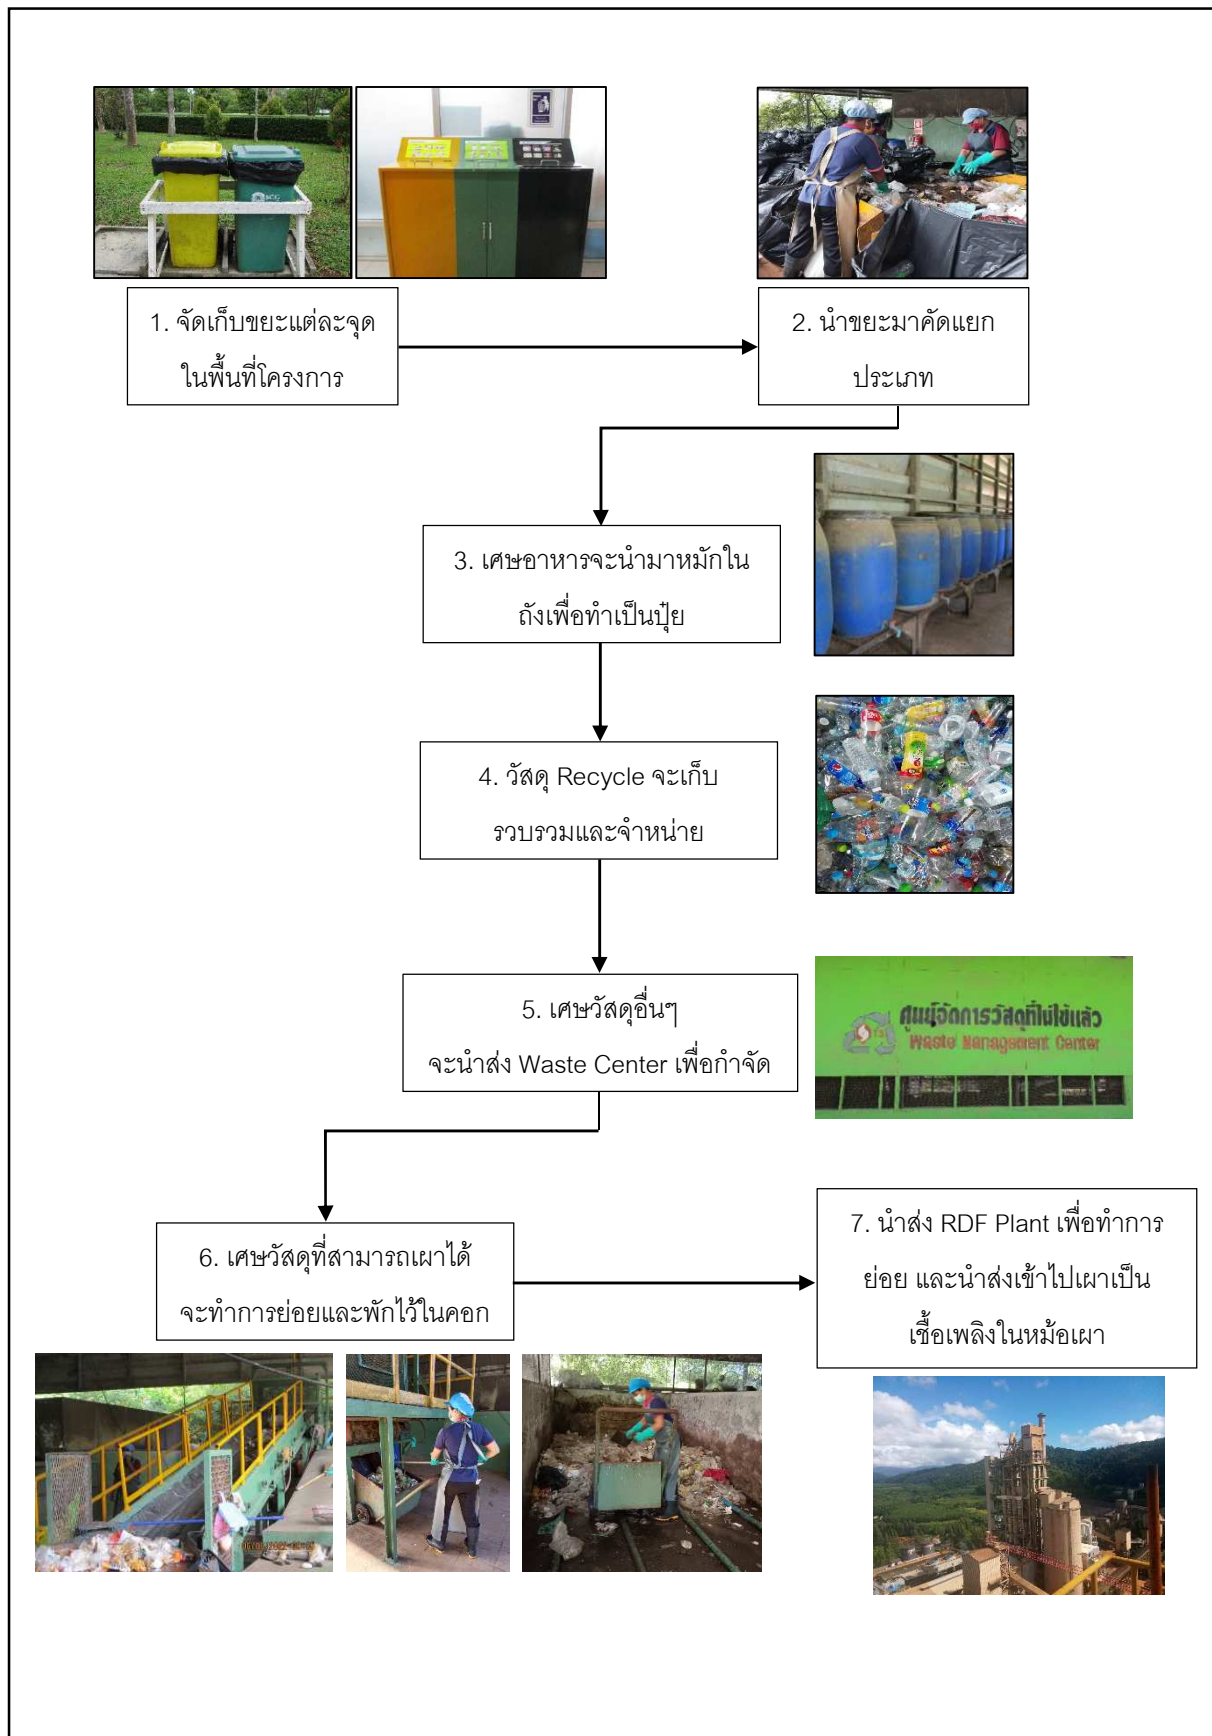 1. จัดเก็บขยะแต่ละจุด
ในพื้นที่โครงการ
2. นำขยะมาคัดแยก
ประเภท
3. เศษอาหารจะนำมาหมักใน
ถังเพื่อทำเป็นปุ๋ย
4. วัสดุ Recycle จะเก็บ
รวบรวมและจำหน่าย
5. เศษวัสดุอื่นๆ
จะนำส่ง Waste Center เพื่อกำจัด
ศูนย์จัดการวัสดุที่ไม่ใช้แล้ว
Waste Management Center
6. เศษวัสดุที่สามารถเผาได้
จะทำการย่อยและพักไว้ในคอก
7. นำส่ง RDF Plant เพื่อทำการ
ย่อย และนำส่งเข้าไปเผาเป็น
เชื้อเพลิงในหม้อเผา